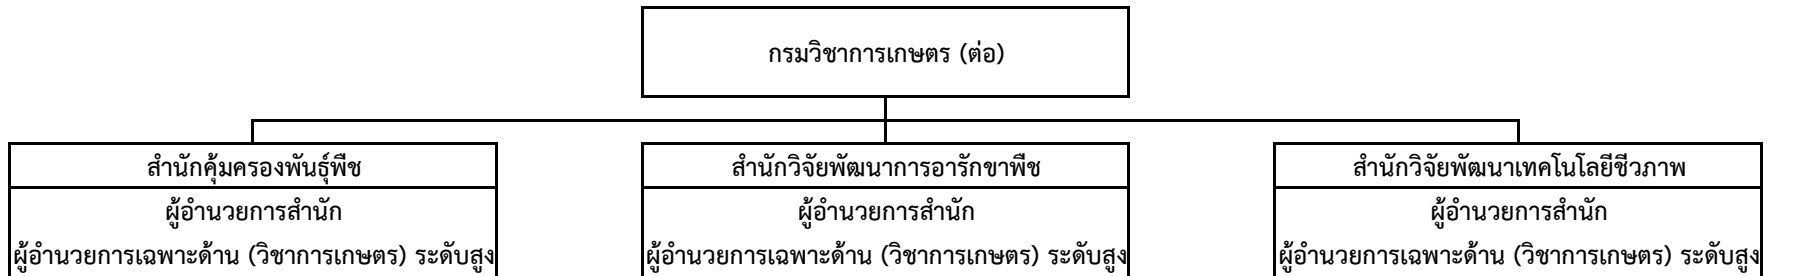 กรมวิชาการเกษตร (ต่อ)
สำนักคุ้มครองพันธุ์พืช
ผู้อำนวยการสำนัก
ผู้อำนวยการเฉพาะด้าน (วิชาการเกษตร) ระดับสูง
สำนักวิจัยพัฒนาการอารักขาพืช
ผู้อำนวยการสำนัก
ผู้อำนวยการเฉพาะด้าน (วิชาการเกษตร) ระดับสูง
สำนักวิจัยพัฒนาเทคโนโลยีชีวภาพ
ผู้อำนวยการสำนัก
ผู้อำนวยการเฉพาะด้าน (วิชาการเกษตร) ระดับสูง